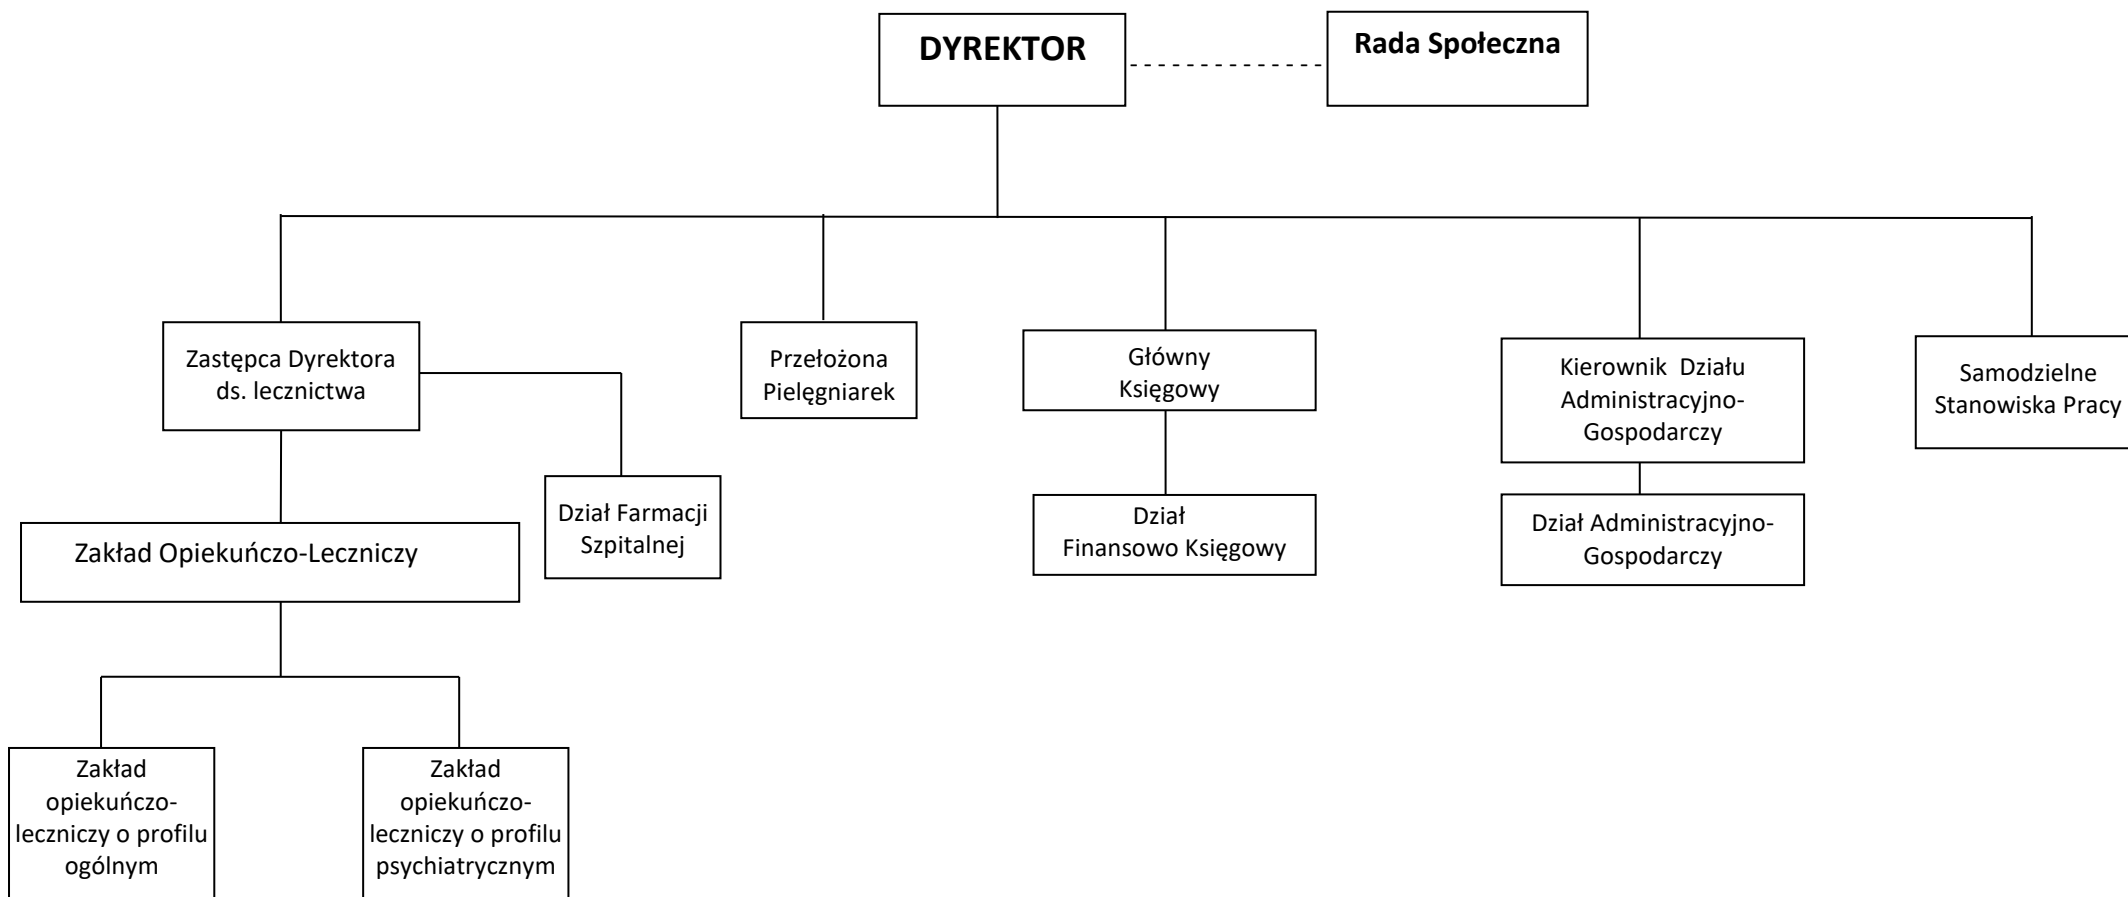 DYREKTOR
Rada Społeczna
Zastępca Dyrektora
ds. lecznictwa
Przełożona
Pielęgniarek
Główny
Księgowy
Kierownik Działu
Administracyjno-
Gospodarczy
Samodzielne
Stanowiska Pracy
Dział Farmacji
Szpitalnej
Dział
Finansowo Księgowy
Dział Administracyjno-
Gospodarczy
Zakład Opiekuńczo-Leczniczy
Zakład
opiekuńczo-
leczniczy o profilu
ogólnym
Zakład
opiekuńczo-
leczniczy o profilu
psychiatrycznym